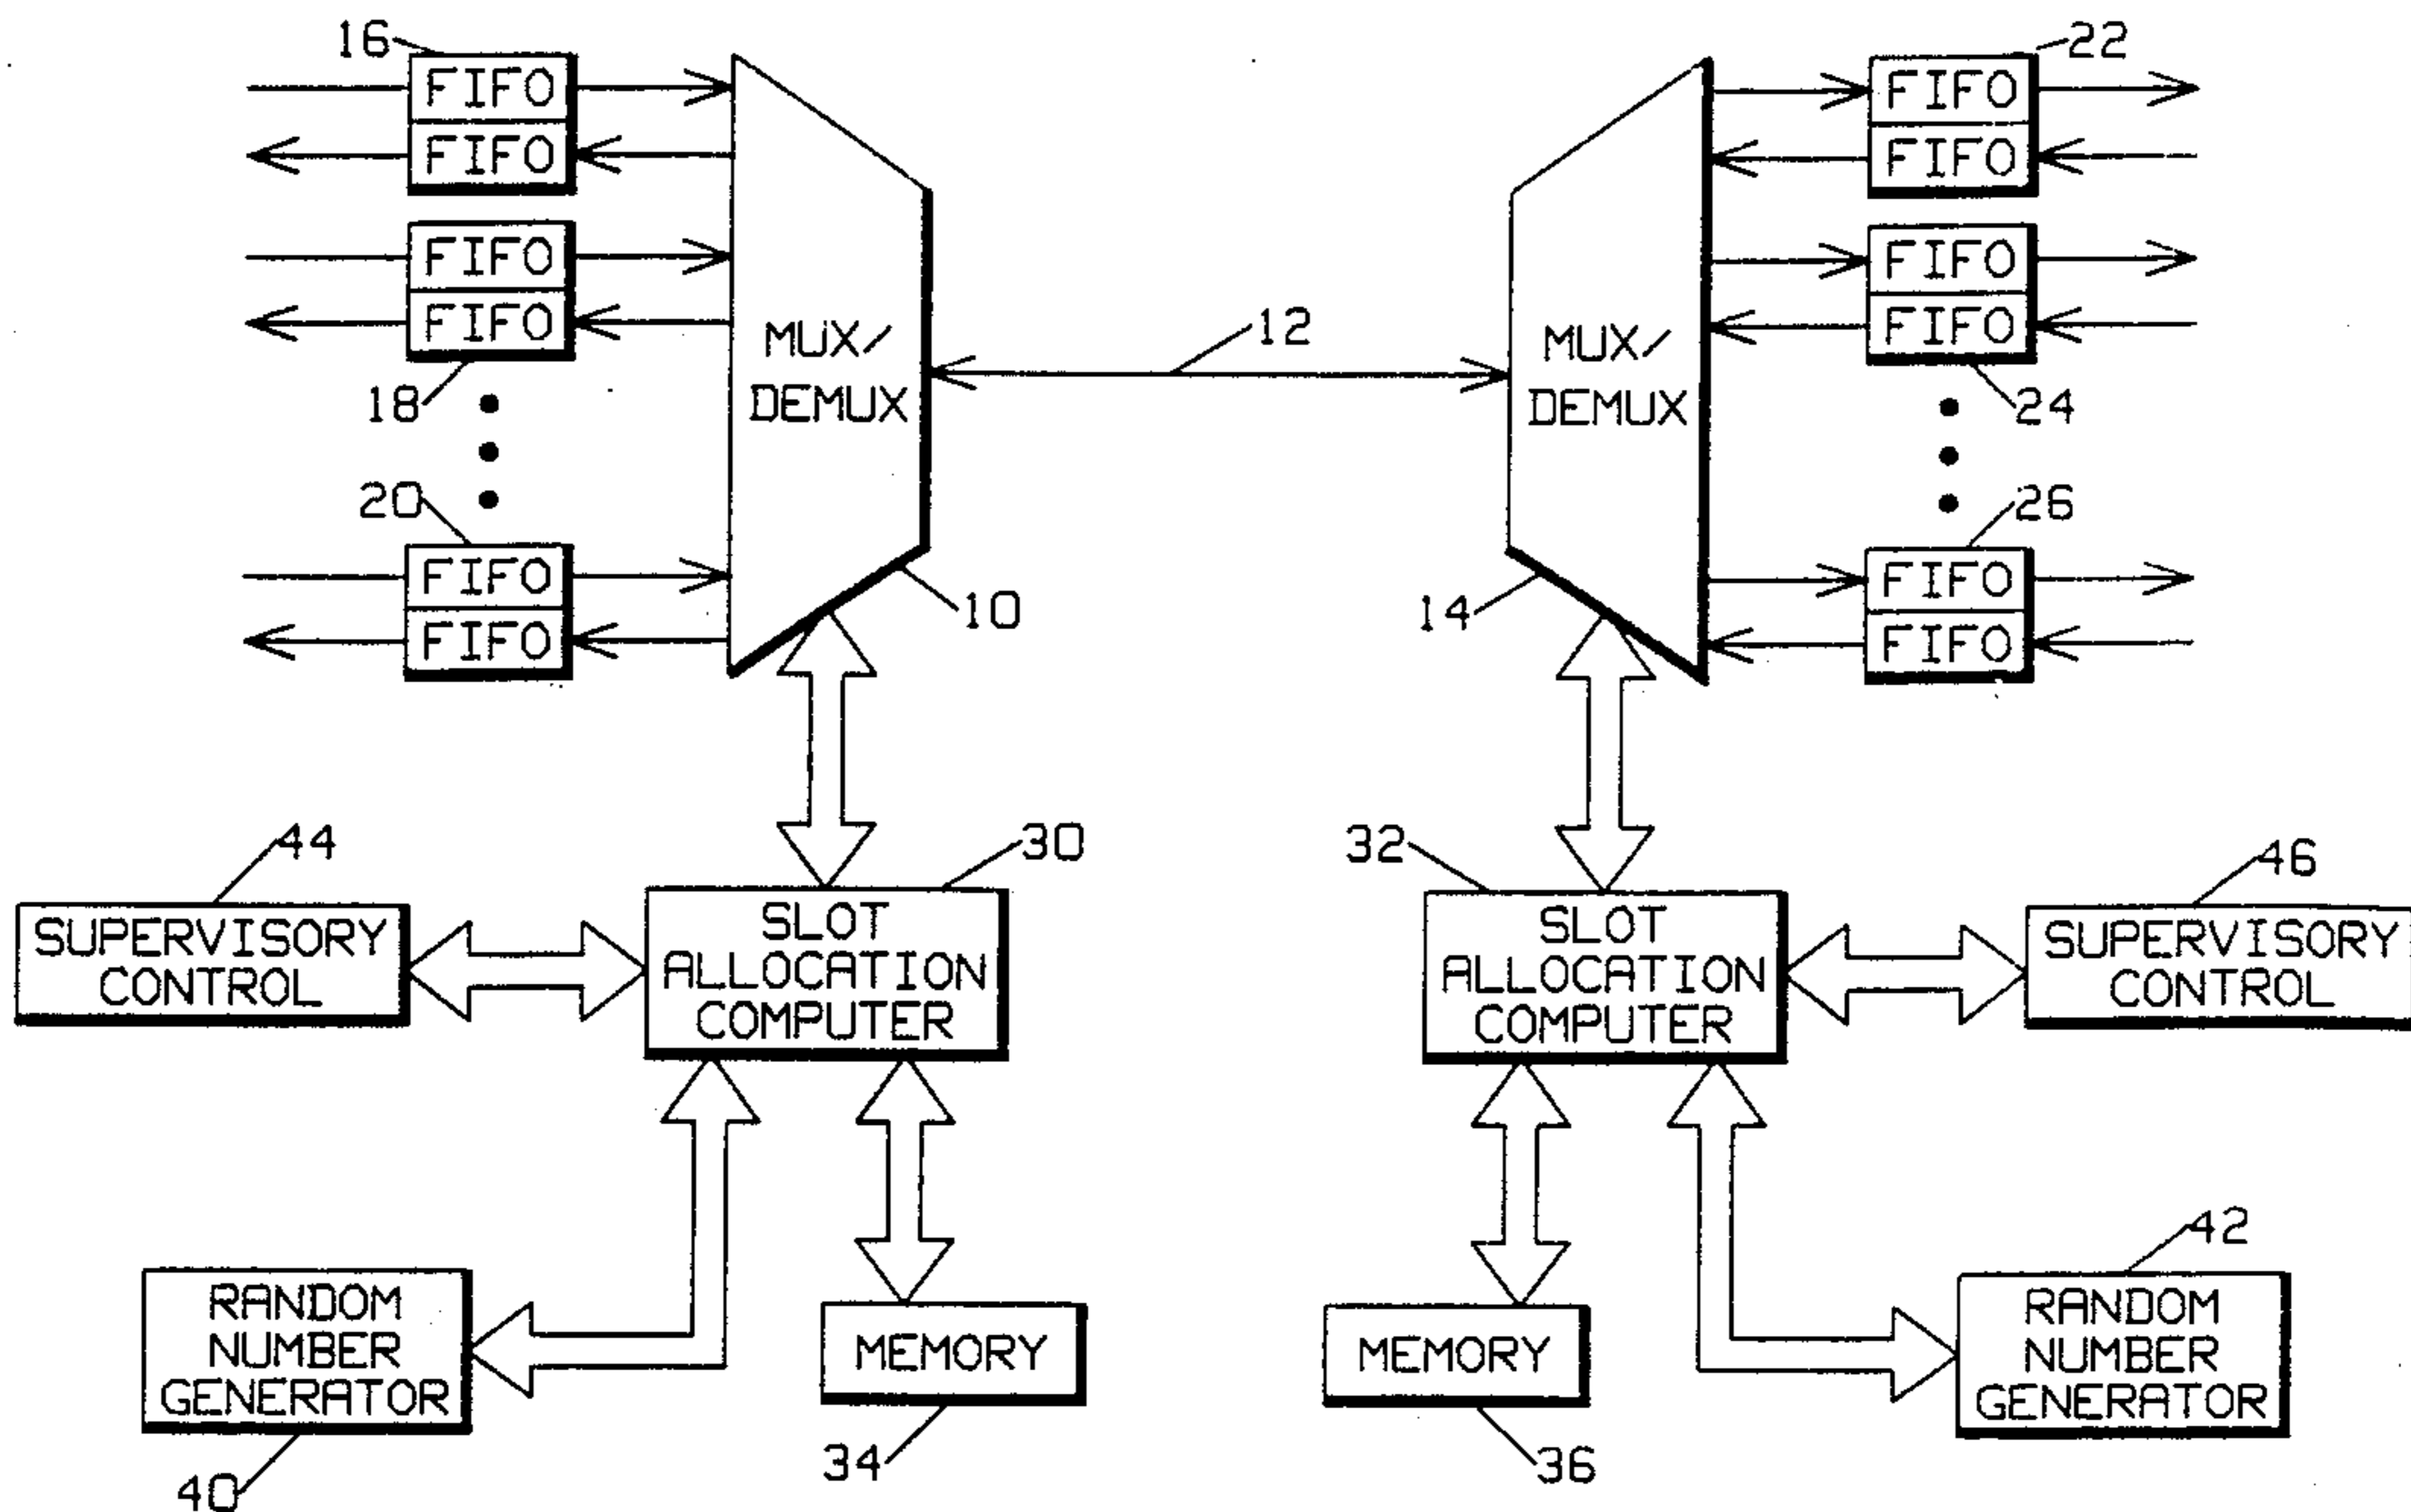 16
22
FIFO
FIFO
FIFO
FIFO
FIFO
FIFO
FIFO
FIFO
18
24
MUX/
DEMUX
12
MUX/
DEMUX
20
26
FIFO
FIFO
FIFO
FIFO
10
14
44
30
32
46
SUPERVISORY
CONTROL
SLOT
ALLOCATION
COMPUTER
SLOT
ALLOCATION
COMPUTER
SUPERVISORY
CONTROL
42
RANDOM
NUMBER
GENERATOR
MEMORY
MEMORY
RANDOM
NUMBER
GENERATOR
40
34
36